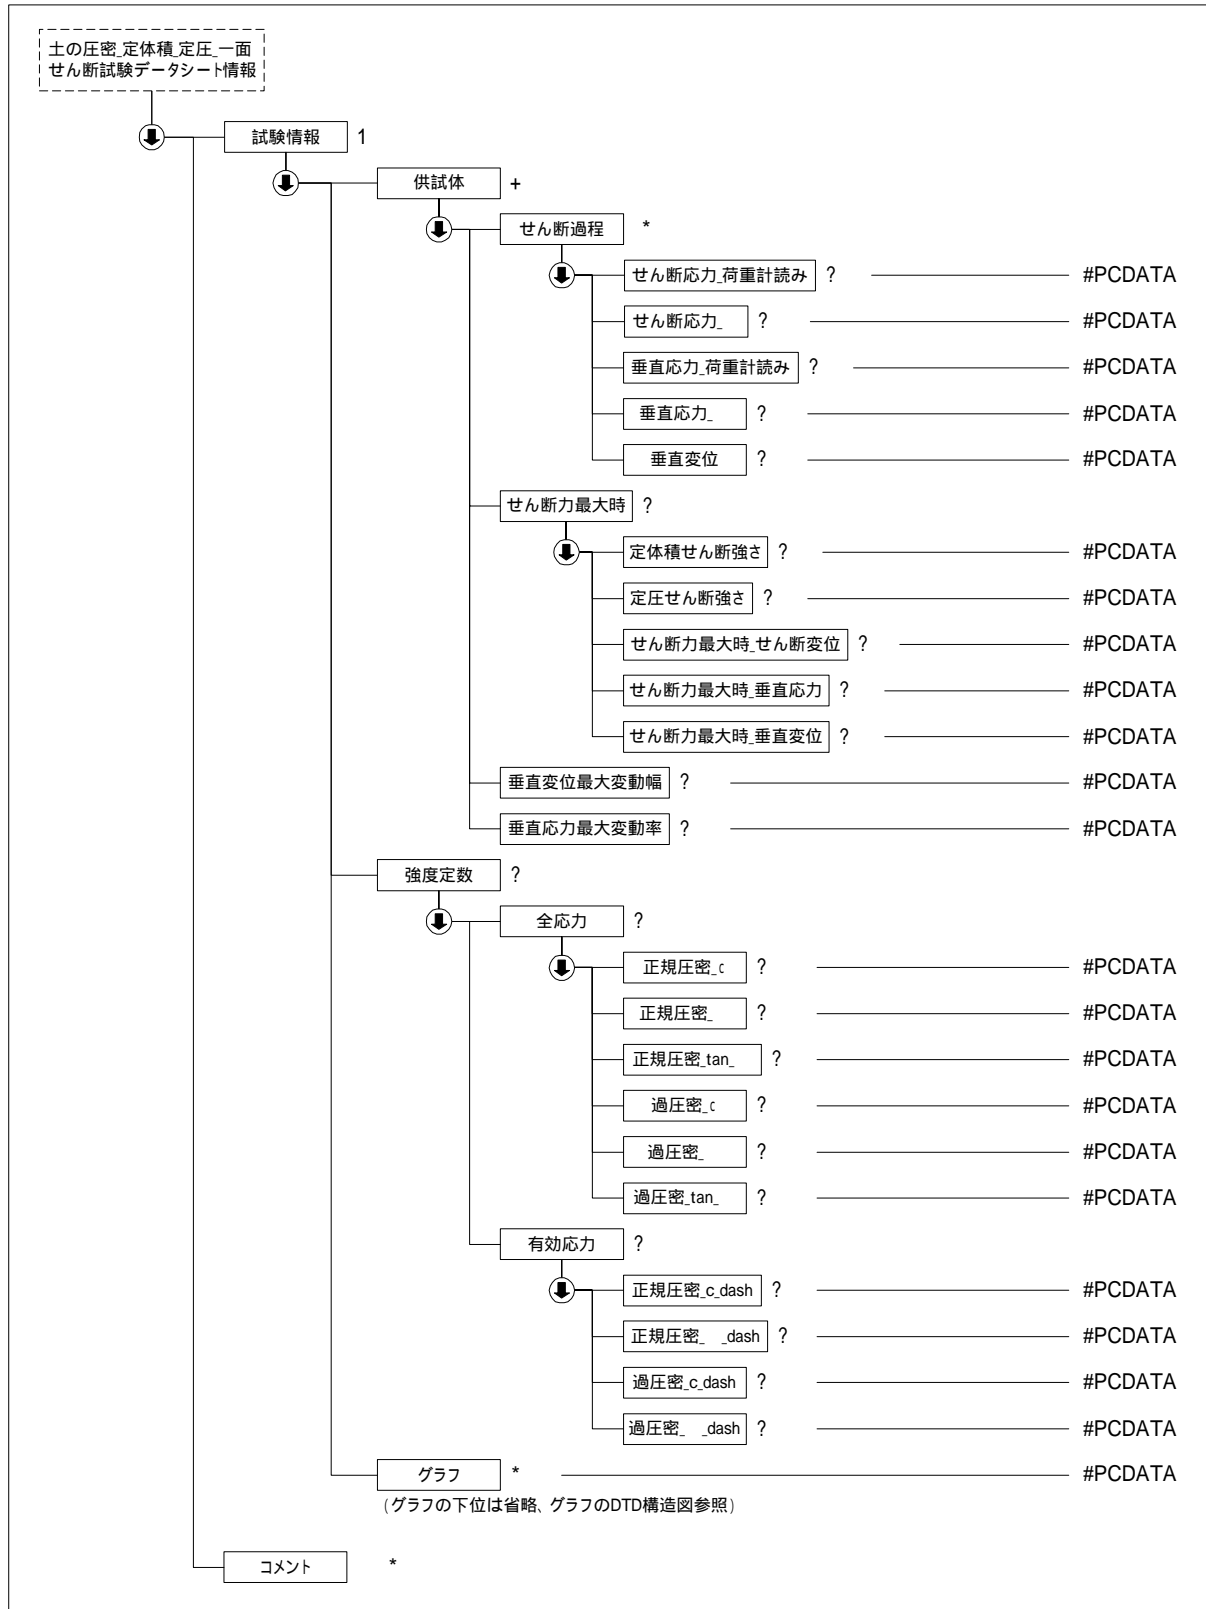 土の圧密_定体積_定圧_一面
せん断試験データシート情報
試験情報 1
供試体 +
せん断過程 *
せん断応力_荷重計読み ? #PCDATA
せん断応力_ ? #PCDATA
垂直応力_荷重計読み ? #PCDATA
垂直応力_ ? #PCDATA
垂直変位 ? #PCDATA
せん断力最大時 ?
定体積せん断強さ ? #PCDATA
定圧せん断強さ ? #PCDATA
せん断力最大時_せん断変位 ? #PCDATA
せん断力最大時_垂直応力 ? #PCDATA
せん断力最大時_垂直変位 ? #PCDATA
垂直変位最大変動幅 ? #PCDATA
垂直応力最大変動率 ? #PCDATA
強度定数 ?
全応力 ?
正規圧密_c ? #PCDATA
正規圧密_ ? #PCDATA
正規圧密_tan_ ? #PCDATA
過圧密_c ? #PCDATA
過圧密_ ? #PCDATA
過圧密_tan_ ? #PCDATA
有効応力 ?
正規圧密_c_dash ? #PCDATA
正規圧密_ _dash ? #PCDATA
過圧密_c_dash ? #PCDATA
過圧密_ _dash ? #PCDATA
グラフ * #PCDATA
(グラフの下位は省略、グラフのDTD構造図参照)
コメント *